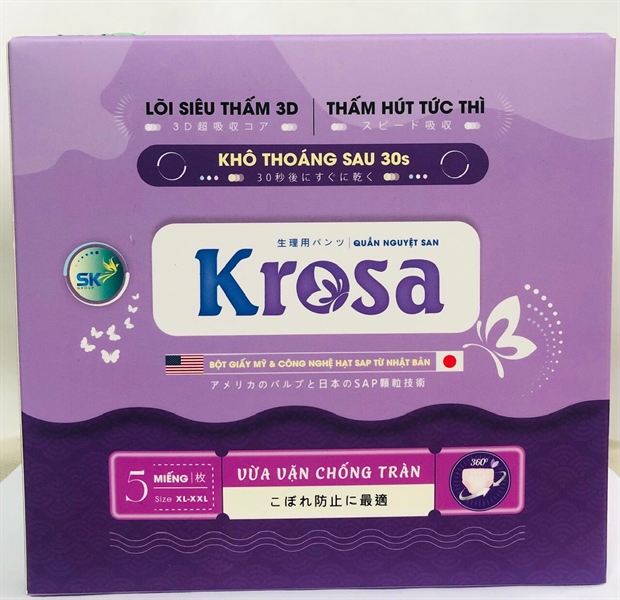 LÕI SIÊU THẤM 3D | THẤM HÚT TỨC THÌ
3D超吸収コア スピード吸収
KHÔ THOÁNG SAU 30s
30秒後にすぐに乾く
生理用パンツ | QUẦN NGUYỆT SAN
Krosa
SK
GROUP
BỘT GIẤY MỸ & CÔNG NGHỆ HẠT SAP TỪ NHẬT BẢN
アメリカのパルプと日本のSAP顆粒技術
5 MIẾNG | 枚
Size XL-XXL
VỪA VẶN CHỐNG TRÀN
こぼれ防止に最適
360°